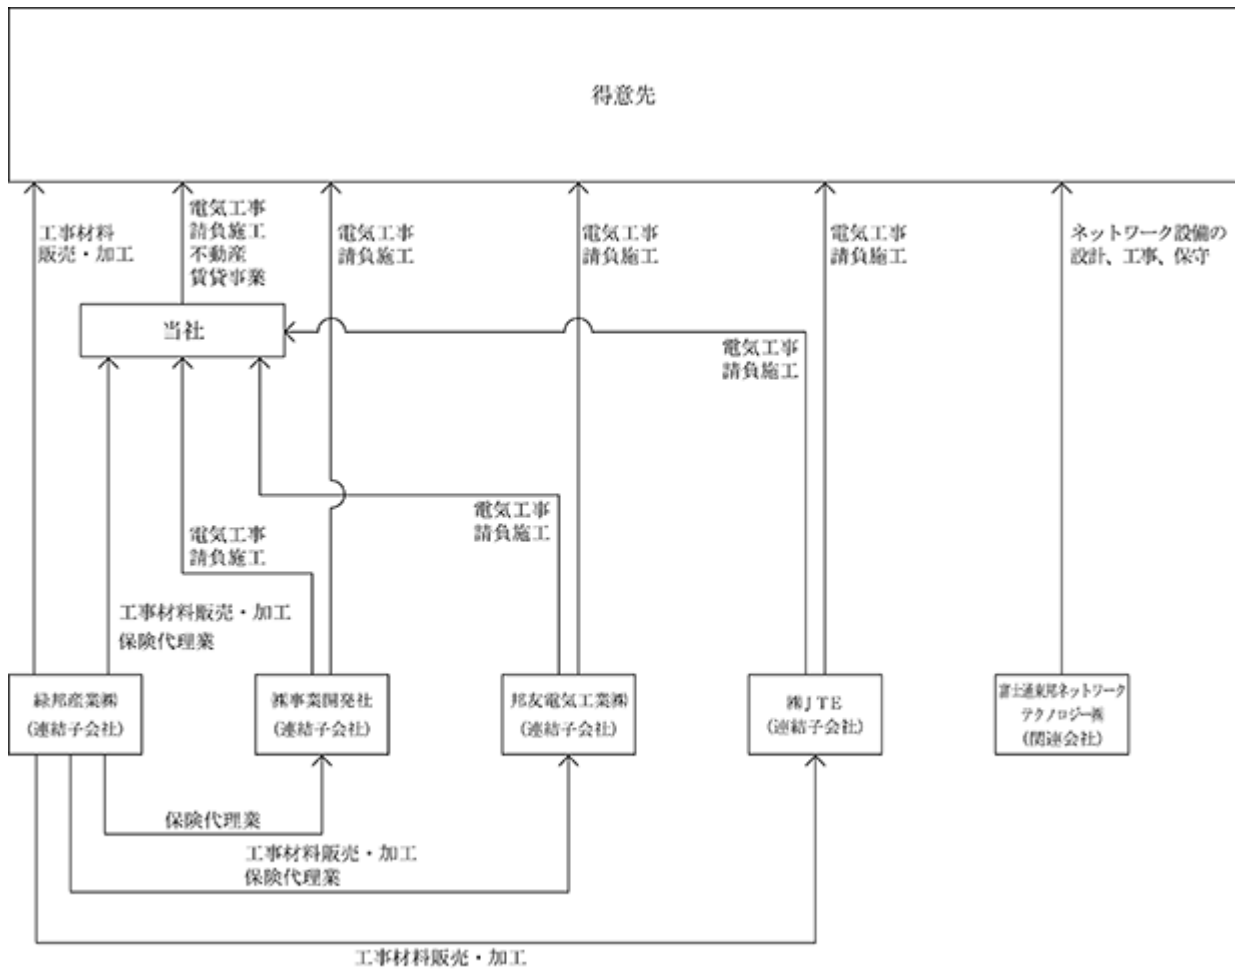 得意先
工事材料
販売・加工
電気工事
請負施工
不動産
賃貸事業
電気工事
請負施工
電気工事
請負施工
電気工事
請負施工
ネットワーク設備の
設計、工事、保守
当社
電気工事
請負施工
電気工事
請負施工
電気工事
請負施工
工事材料販売・加工
保険代理業
緑邦産業㈱
(連結子会社)
㈱事業開発社
(連結子会社)
邦友電気工業㈱
(連結子会社)
㈱JTE
(連結子会社)
富士通東邦ネットワーク
テクノロジー㈱
(関連会社)
保険代理業
工事材料販売・加工
保険代理業
工事材料販売・加工